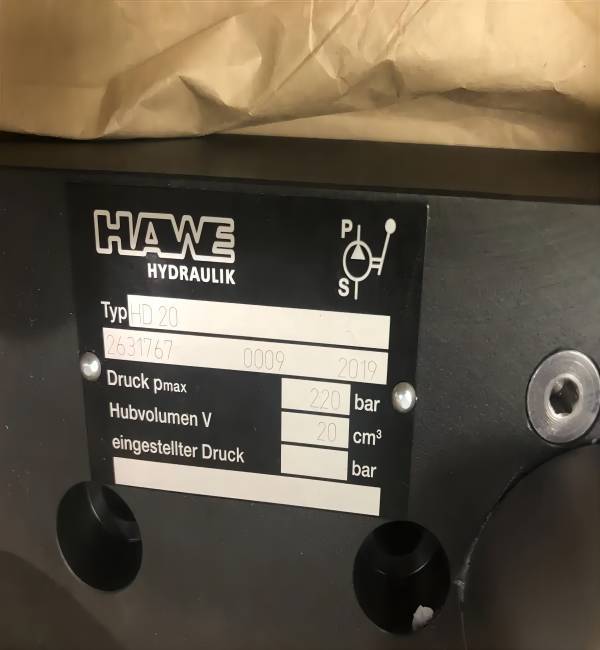 HAWE
HYDRAULIK
P
S
Typ HD 20
2631767 0009 2019
Druck pmax 220 bar
Hubvolumen V 20 cm³
eingestellter Druck bar